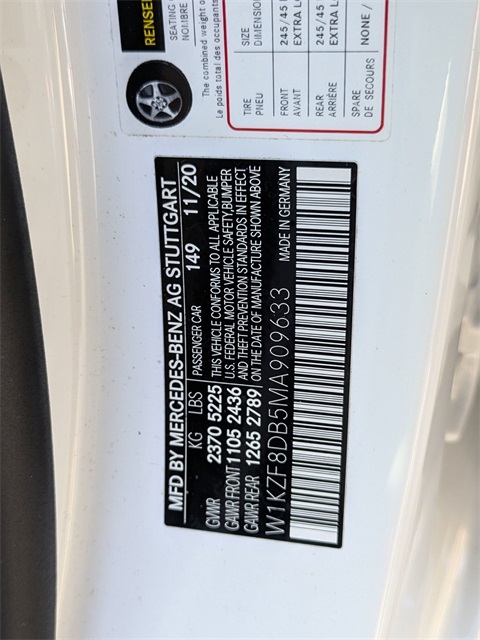 RENSEI
SEATING
NOMBRE
The combined weight o
Le poids total des occupants
TIRE
PNEU
SIZE
DIMENSION
FRONT
AVANT
245/45
EXTRA LO
REAR
ARRIÈRE
245/45
EXTRA LO
SPARE
DE SECOURS
NONE /
MFD BY MERCEDES-BENZ AG STUTTGART
KG LBS PASSENGER CAR 149 11/20
GVWR 2370 5225 THIS VEHICLE CONFORMS TO ALL APPLICABLE
GAWR FRONT 1105 2436 U.S. FEDERAL MOTOR VEHICLE SAFETY, BUMPER
GAWR REAR 1265 2789 AND THEFT PREVENTION STANDARDS IN EFFECT
ON THE DATE OF MANUFACTURE SHOWN ABOVE
W1KZF8DB5MA909633
MADE IN GERMANY